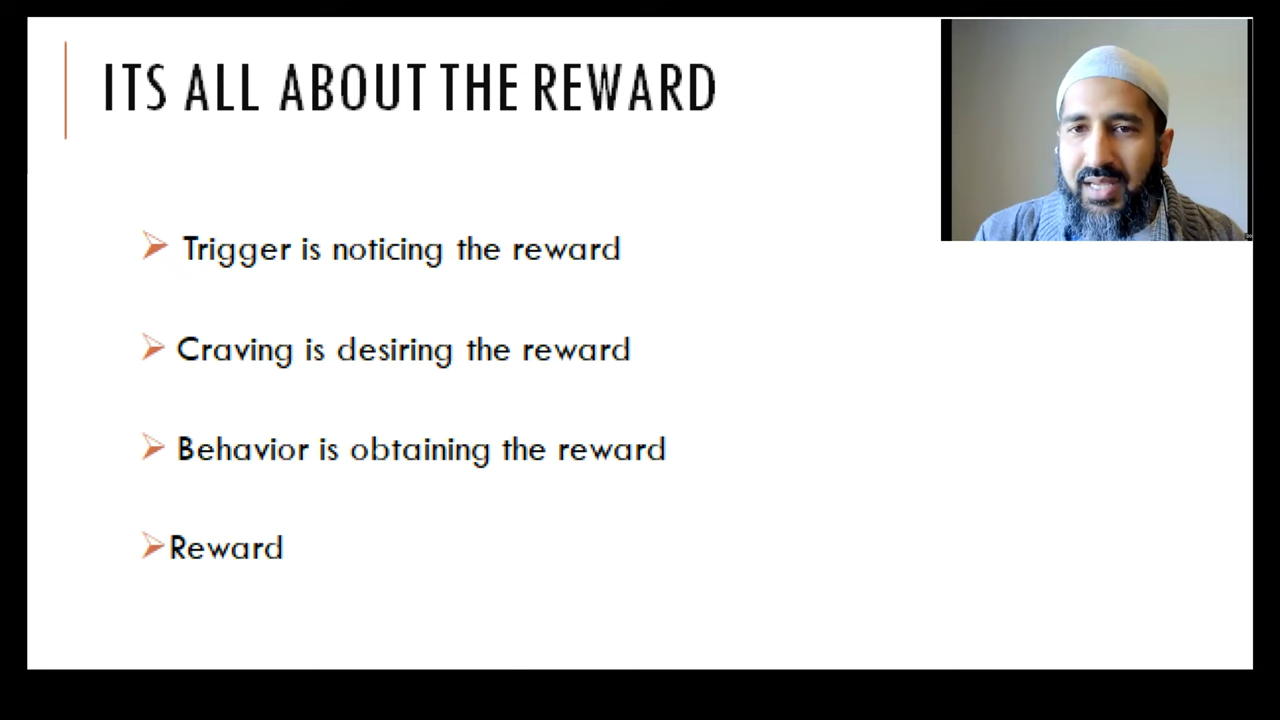 ITS ALL ABOUT THE REWARD
Trigger is noticing the reward
Craving is desiring the reward
Behavior is obtaining the reward
Reward